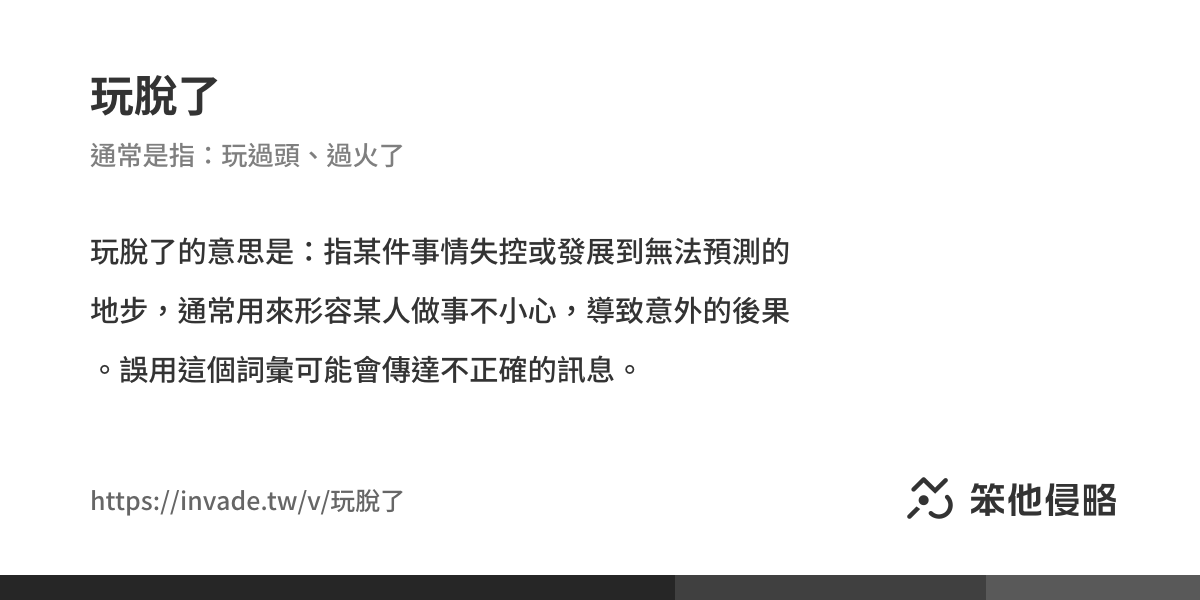 玩脫了
通常是指：玩過頭、過火了
玩脫了的意思是：指某件事情失控或發展到無法預測的
地步，通常用來形容某人做事不小心，導致意外的後果
。誤用這個詞彙可能會傳達不正確的訊息。
https://invade.tw/v/玩脫了
笨他侵略